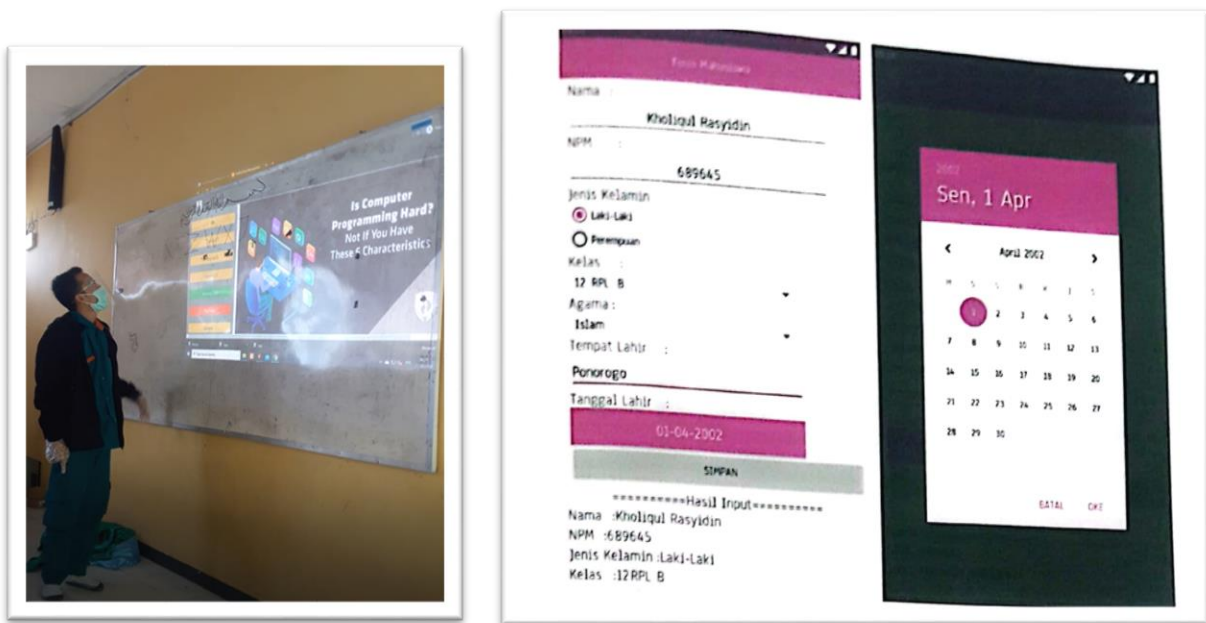 Is Computer
Programming Hard?
Not If You Have
These 6 Characteristics
Form Mahasiswa
Nama :
Kholiqul Rasyidin
NPM :
689645
Jenis Kelamin
Laki-Laki
Perempuan
Kelas :
12 RPL B
Agama :
Islam
Tempat Lahir :
Ponorogo
Tanggal Lahir :
01-04-2002
SIMPAN
==========Hasil Input==========
Nama :Kholiqul Rasyidin
NPM :689645
Jenis Kelamin :Laki-Laki
Kelas :12 RPL B
2002
Sen, 1 Apr
April 2002
1 2 3 4 5 6
7 8 9 10 11 12 13
14 15 16 17 18 19 20
21 22 23 24 25 26 27
28 29 30
BATAL OKE